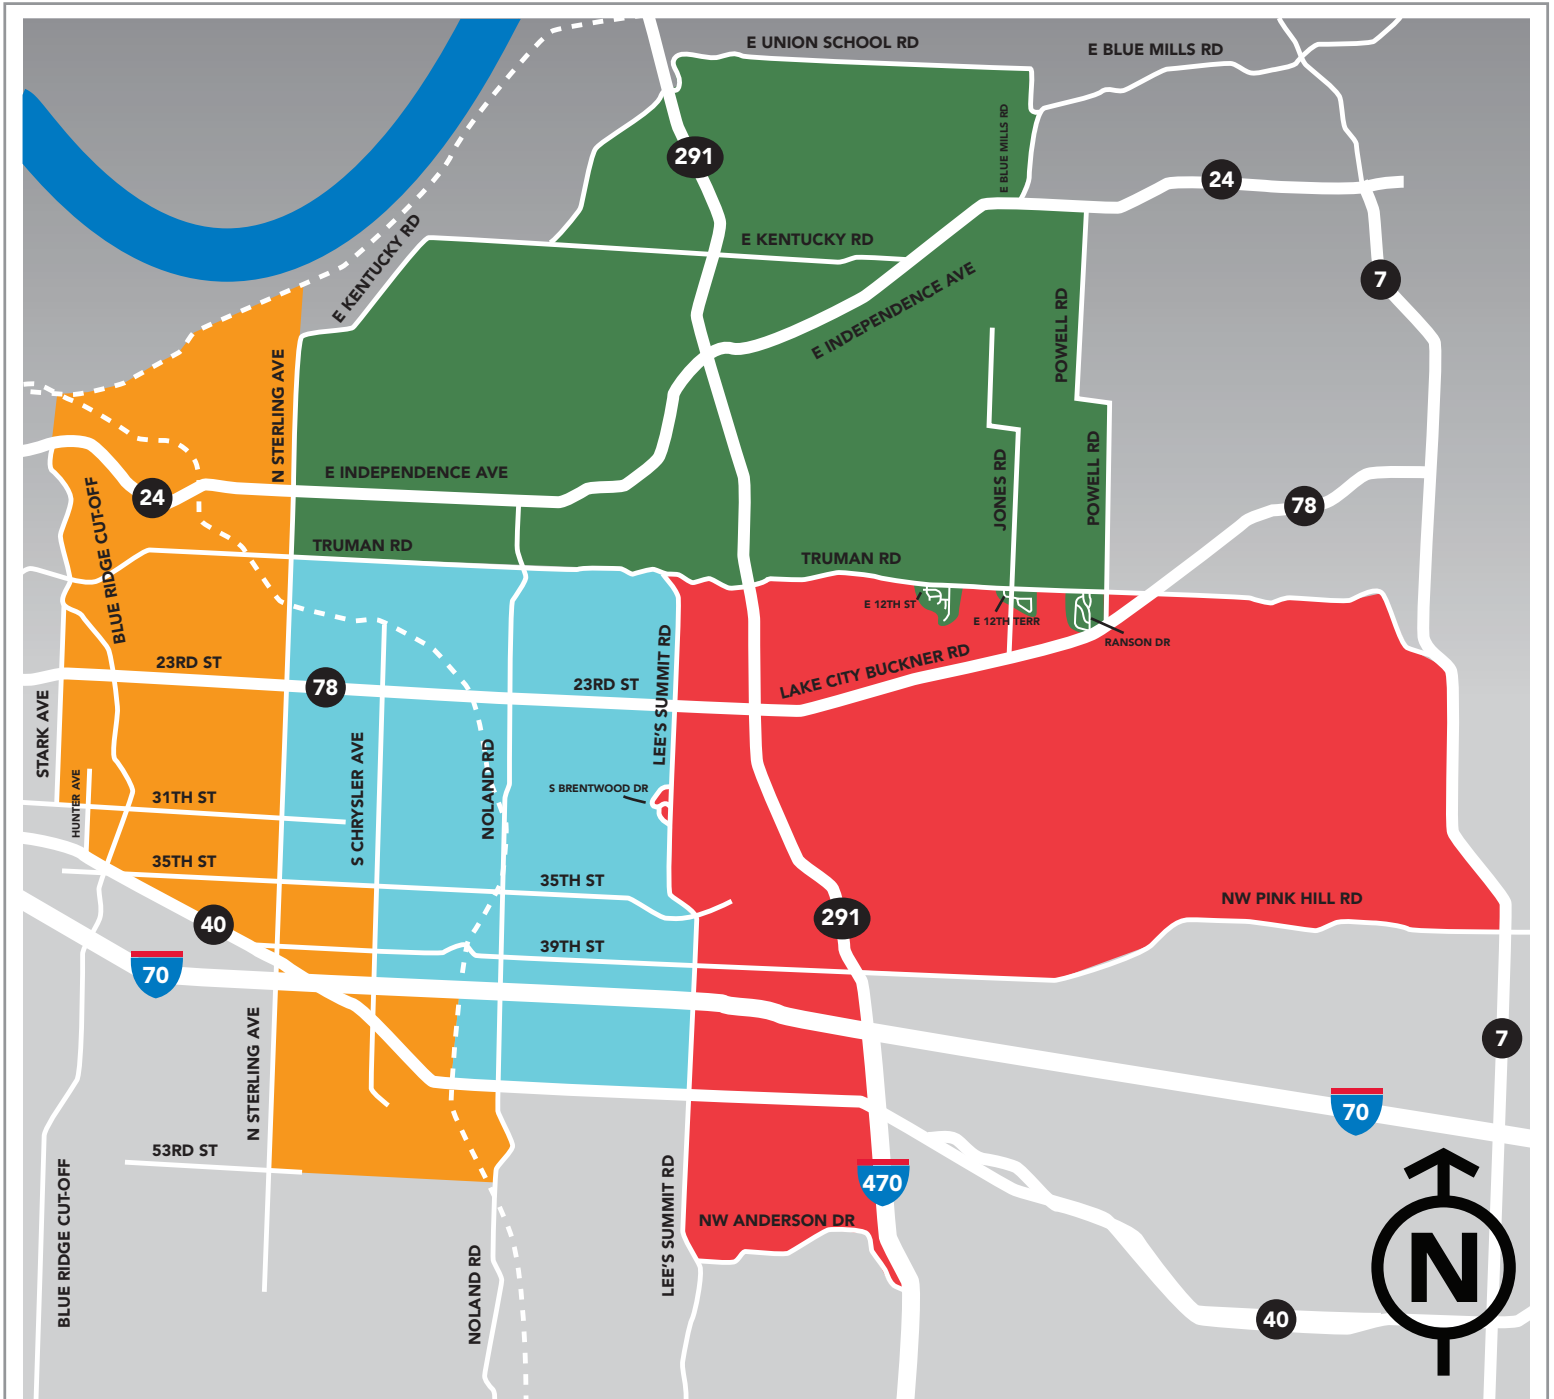 E UNION SCHOOL RD
E BLUE MILLS RD
E BLUE MILLS RD
291
24
E KENTUCKY RD
E KENTUCKY RD
7
E INDEPENDENCE AVE
POWELL RD
N STERLING AVE
E INDEPENDENCE AVE
24
BLUE RIDGE CUT-OFF
JONES RD
POWELL RD
78
TRUMAN RD
TRUMAN RD
E 12TH ST
E 12TH TERR
RANSON DR
23RD ST
78
23RD ST
LEE'S SUMMIT RD
LAKE CITY BUCKNER RD
STARK AVE
HUNTER AVE
31TH ST
S CHRYSLER AVE
NOLAND RD
S BRENTWOOD DR
35TH ST
35TH ST
NW PINK HILL RD
40
291
39TH ST
70
N STERLING AVE
7
70
53RD ST
470
BLUE RIDGE CUT-OFF
LEE'S SUMMIT RD
NW ANDERSON DR
NOLAND RD
N
40